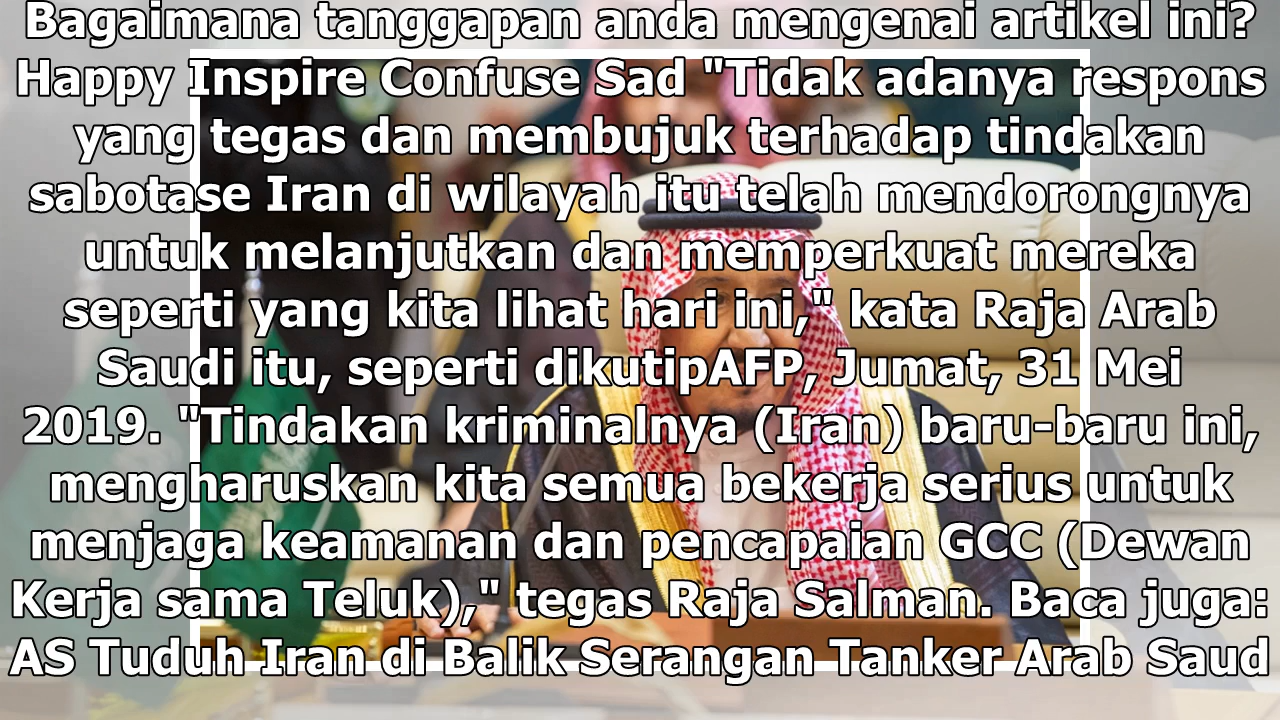 Bagaimana tanggapan anda mengenai artikel ini?
Happy Inspire Confuse Sad "Tidak adanya respons
yang tegas dan membujuk terhadap tindakan
sabotase Iran di wilayah itu telah mendorongnya
untuk melanjutkan dan memperkuat mereka
seperti yang kita lihat hari ini," kata Raja Arab
Saudi itu, seperti dikutipAFP, Jumat, 31 Mei
2019. "Tindakan kriminalnya (Iran) baru-baru ini,
mengharuskan kita semua bekerja serius untuk
menjaga keamanan dan pencapaian GCC (Dewan
Kerja sama Teluk)," tegas Raja Salman. Baca juga:
AS Tuduh Iran di Balik Serangan Tanker Arab Saud